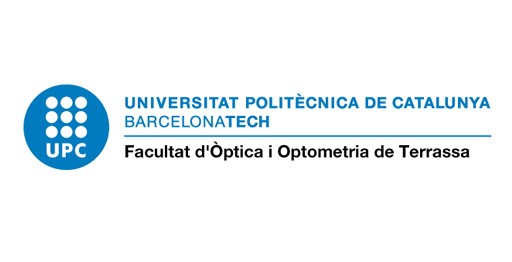 UPC
UNIVERSITAT POLITÈCNICA DE CATALUNYA
BARCELONATECH
Facultat d'Òptica i Optometria de Terrassa